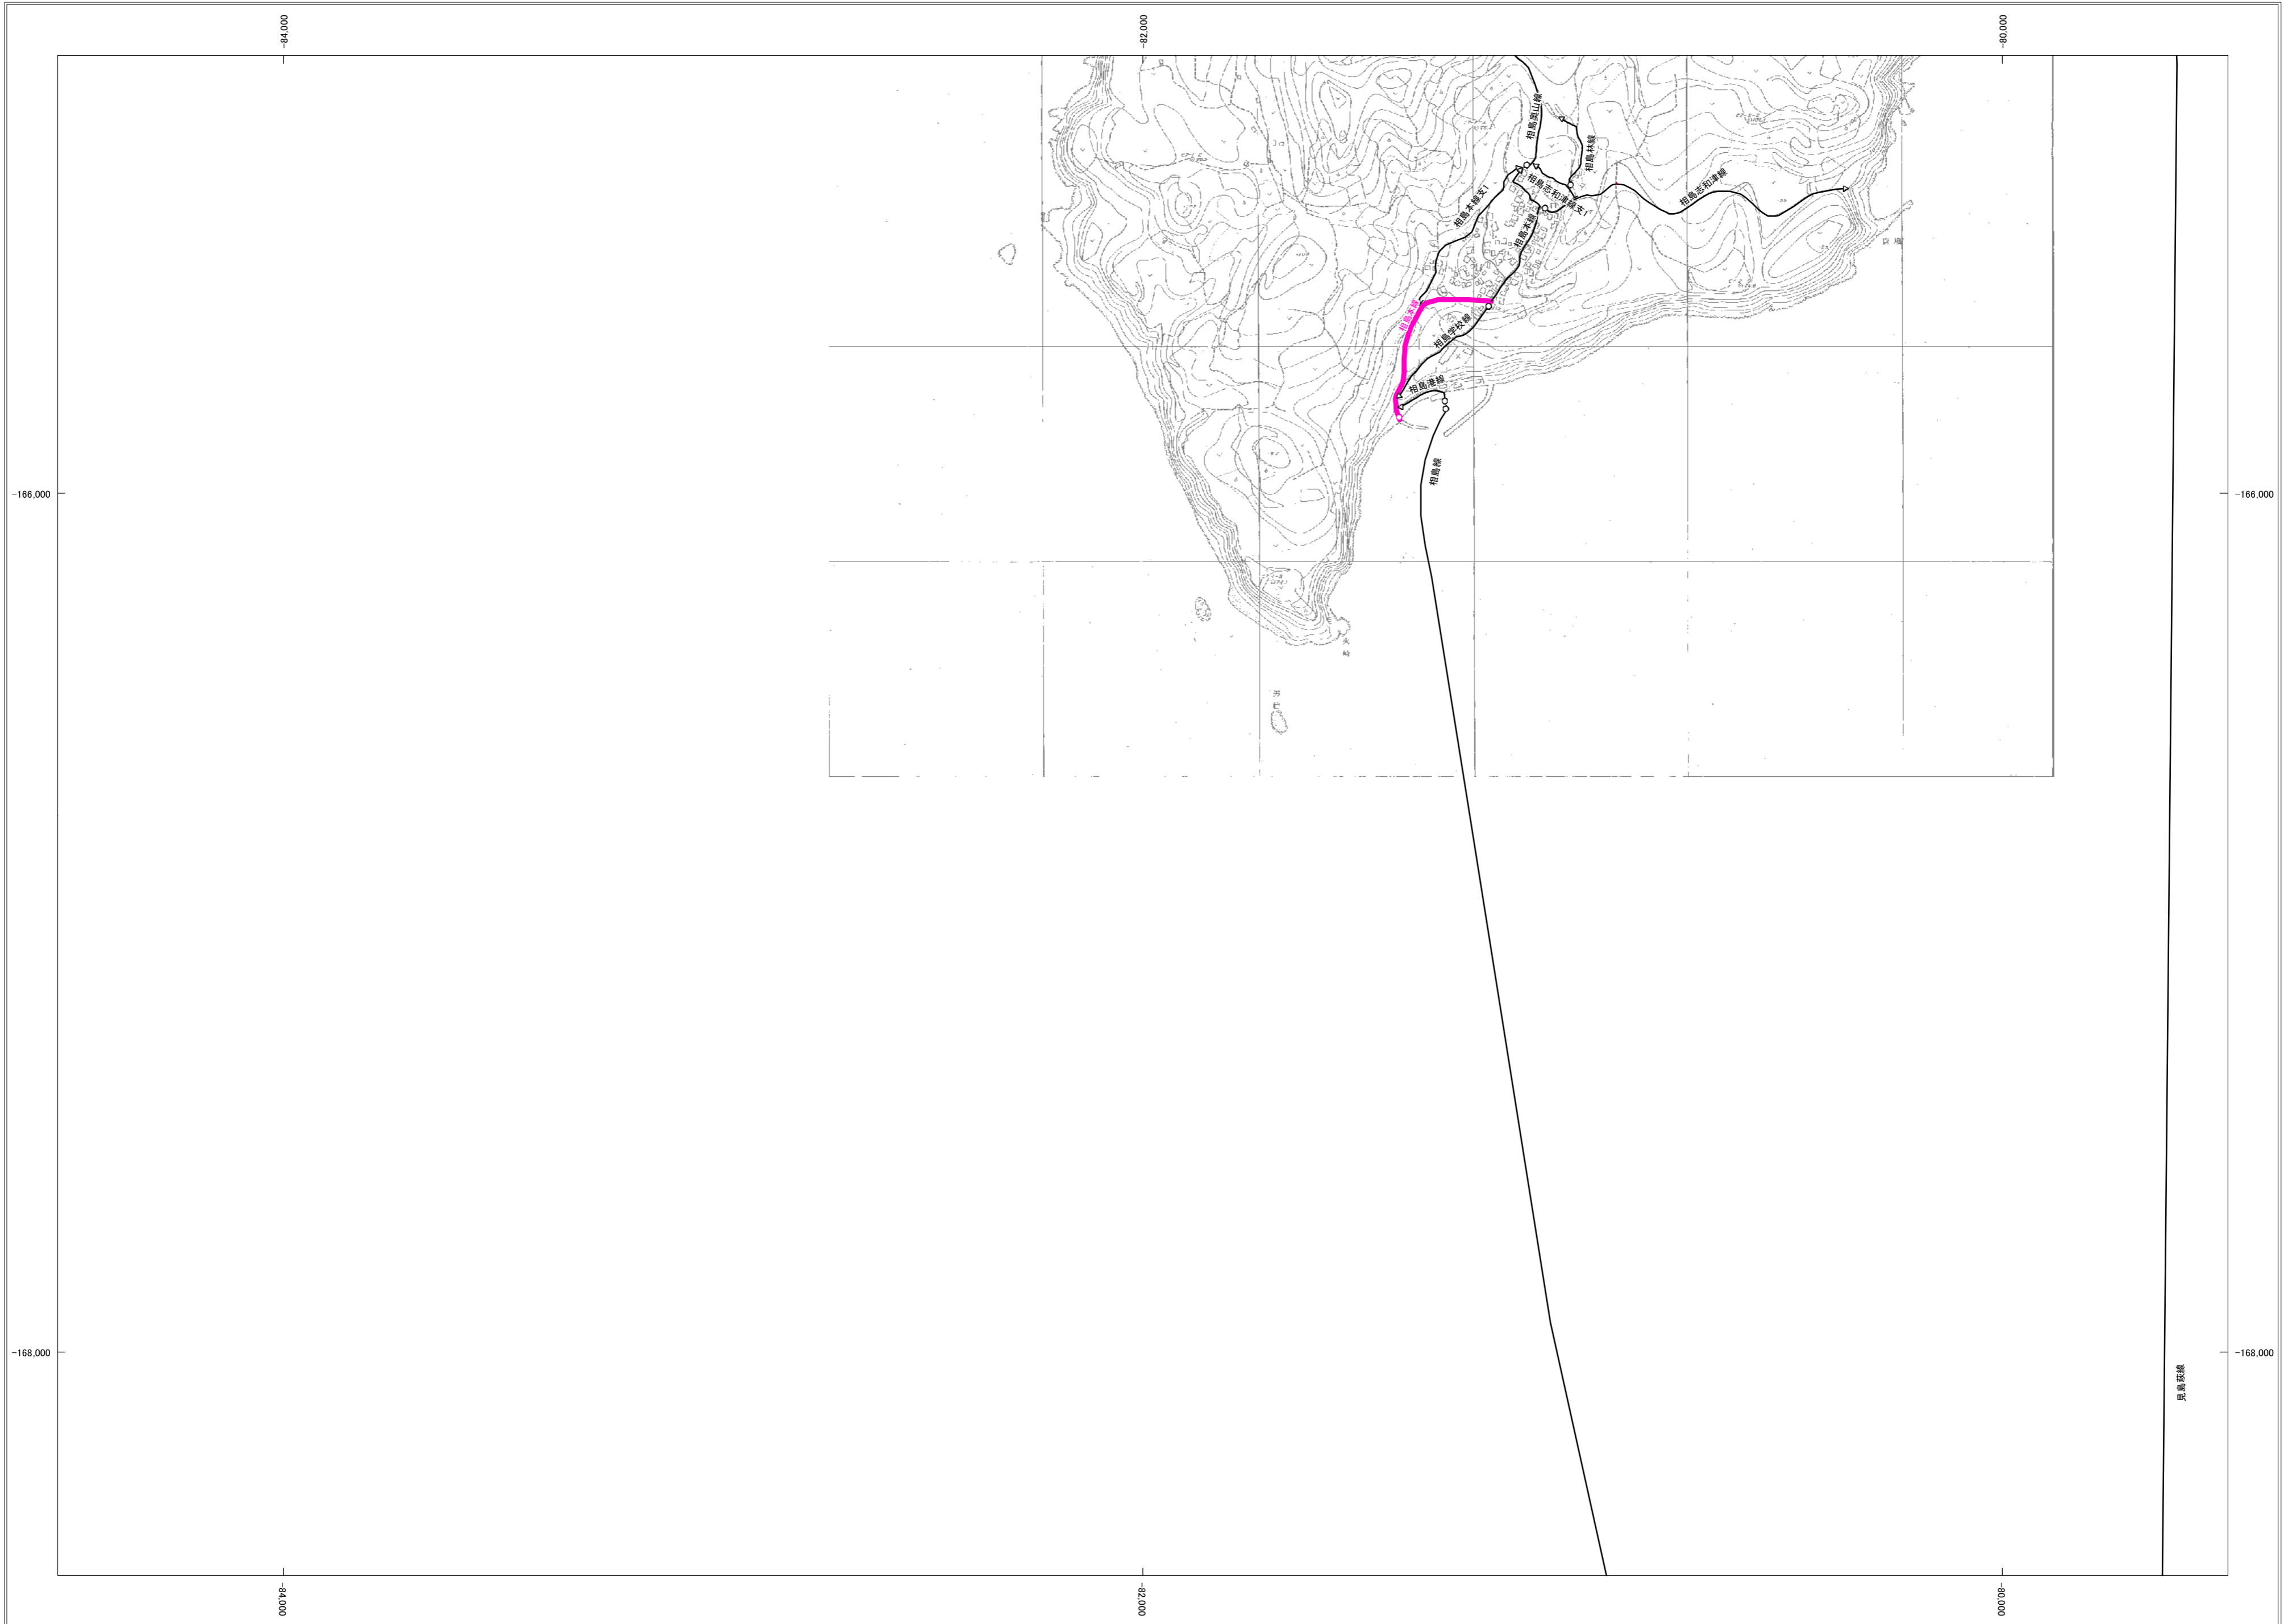 -84,000
-82,000
-80,000
相島奥山線
相島林線
相島志和津線
相島志和津線支1
相島本線支1
相島本線
相島本線
相島学校線
相島港線
-166,000
-166,000
相島線
-168,000
-168,000
見島萩線
-84,000
-82,000
-80,000